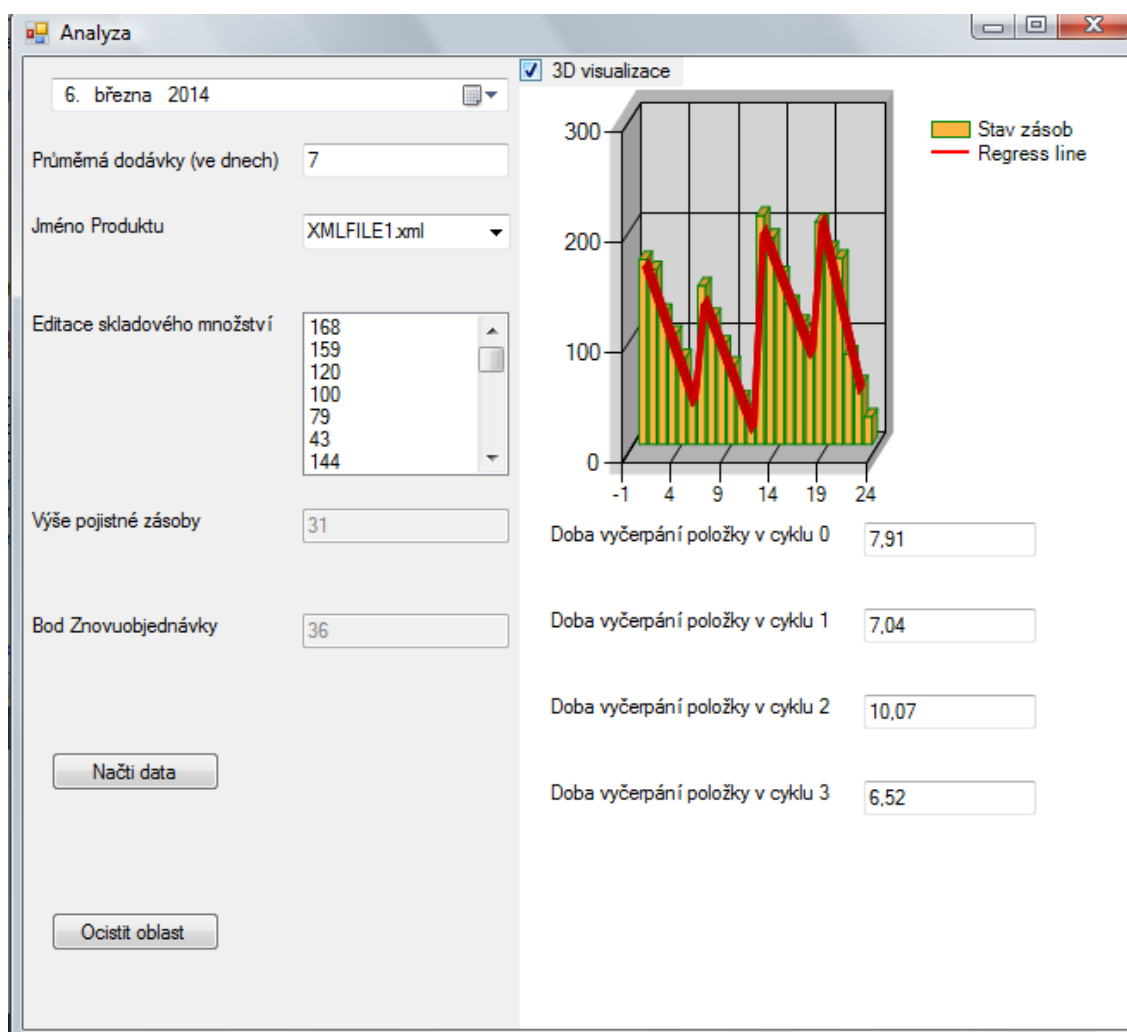 Analyza
6. března 2014
Průměrná dodávky (ve dnech)
7
Jméno Produktu
XMLFILE1.xml
Editace skladového množství
168
159
120
100
79
43
144
Výše pojistné zásoby
31
Bod Znovuobjednávky
36
Načti data
Ocistit oblast
3D visualizace
300
200
100
0
-1 4 9 14 19 24
Stav zásob
Regress line
Doba vyčerpání položky v cyklu 0
7,91
Doba vyčerpání položky v cyklu 1
7,04
Doba vyčerpání položky v cyklu 2
10,07
Doba vyčerpání položky v cyklu 3
6,52